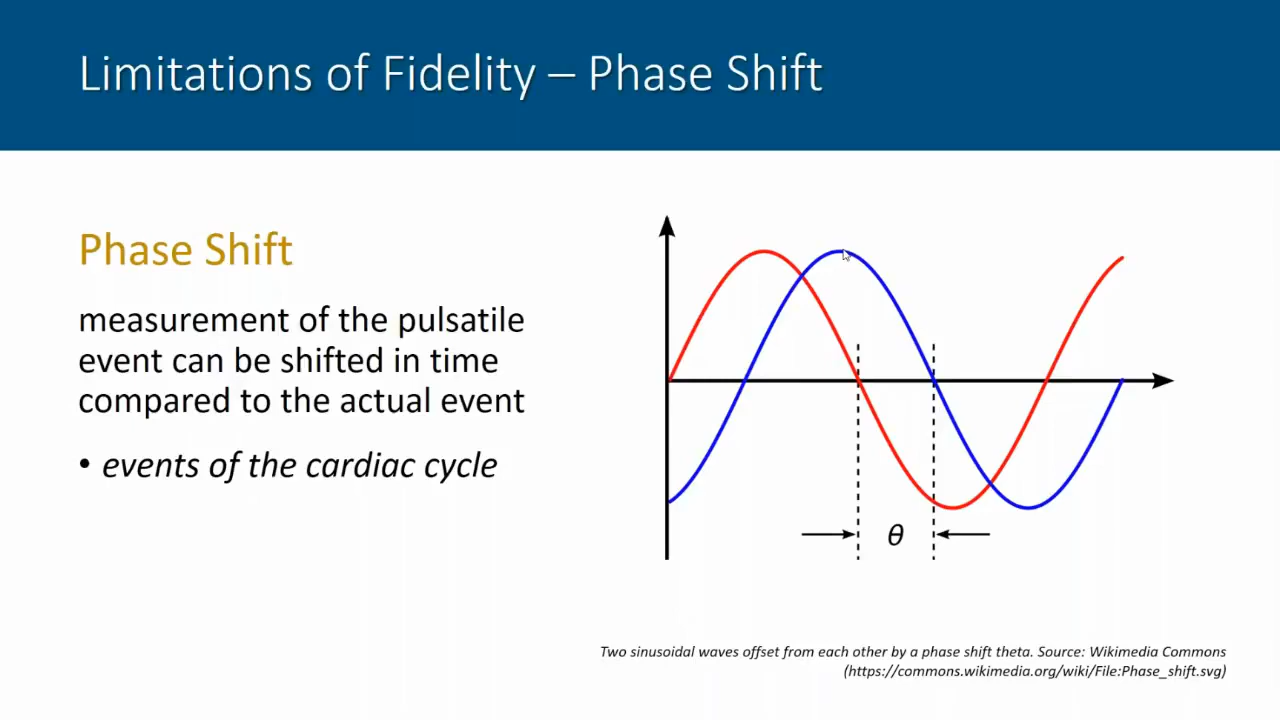 Limitations of Fidelity – Phase Shift
Phase Shift
measurement of the pulsatile
event can be shifted in time
compared to the actual event
• events of the cardiac cycle
θ
Two sinusoidal waves offset from each other by a phase shift theta. Source: Wikimedia Commons
(https://commons.wikimedia.org/wiki/File:Phase_shift.svg)